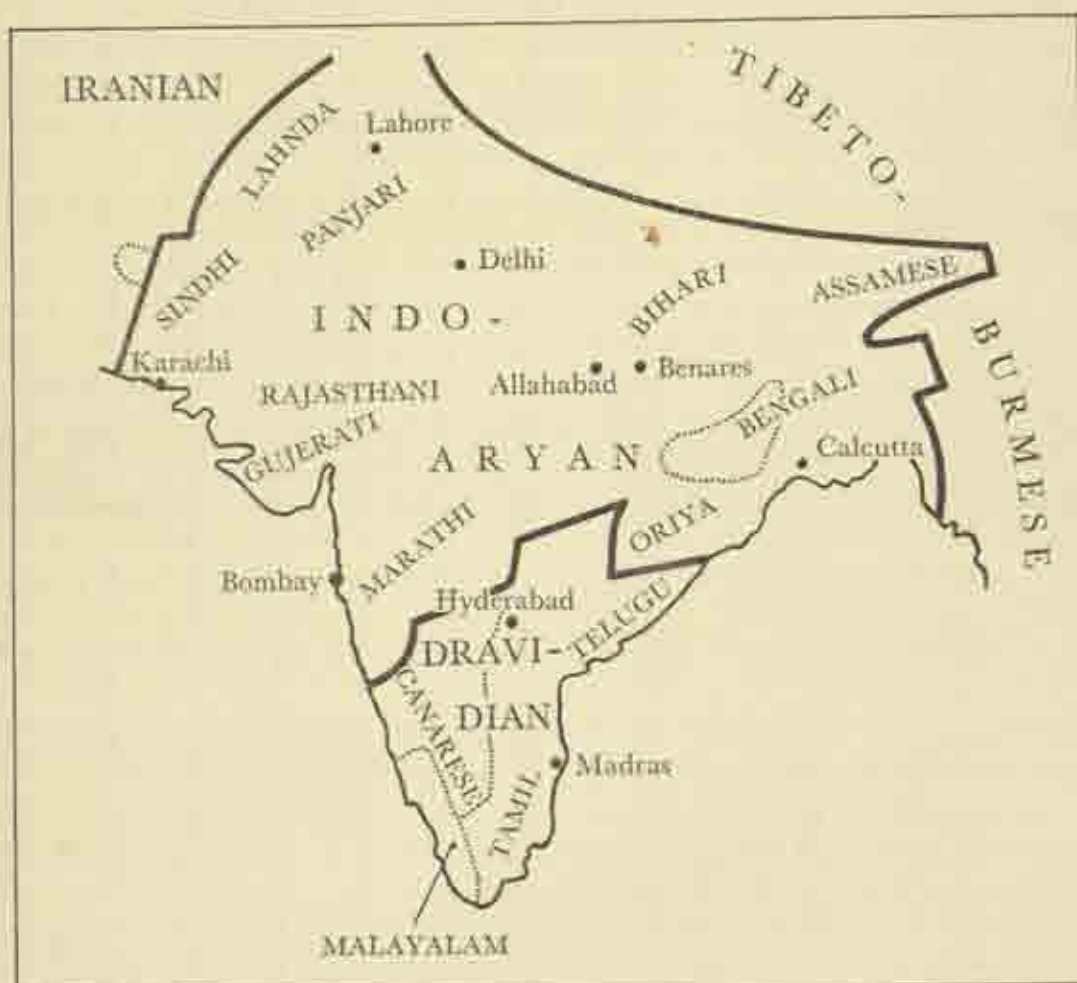 IRANIAN
TIBETO-
BURMESE
LAHNDA
Lahore
PANJARI
SINDHI
Delhi
INDO-
BIHARI
ASSAMESE
Karachi
RAJASTHANI
Allahabad
Benares
GUJERATI
ARYAN
BENGALI
Calcutta
MARATHI
ORIYA
Bombay
Hyderabad
TELUGU
DRAVI-
DIAN
CANARESE
Madras
TAMIL
MALAYALAM